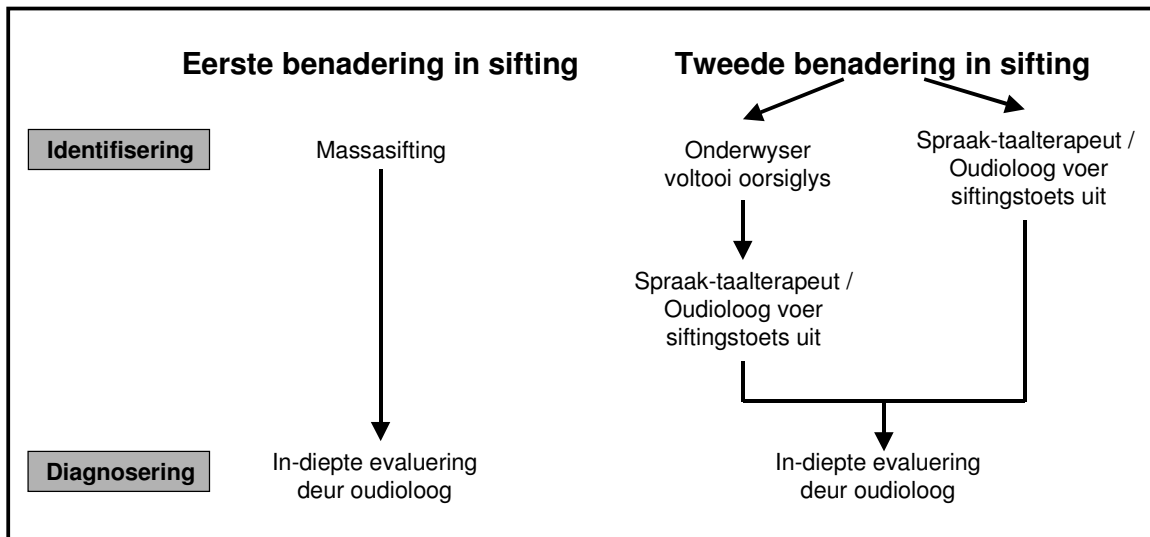 Eerste benadering in sifting
Tweede benadering in sifting
Identifisering
Massasifting
Onderwyser
voltooi oorsiglys
Spraak-taalterapeut /
Oudioloog voer
siftingstoets uit
Spraak-taalterapeut /
Oudioloog voer
siftingstoets uit
Diagnosering
In-diepte evaluering
deur oudioloog
In-diepte evaluering
deur oudioloog